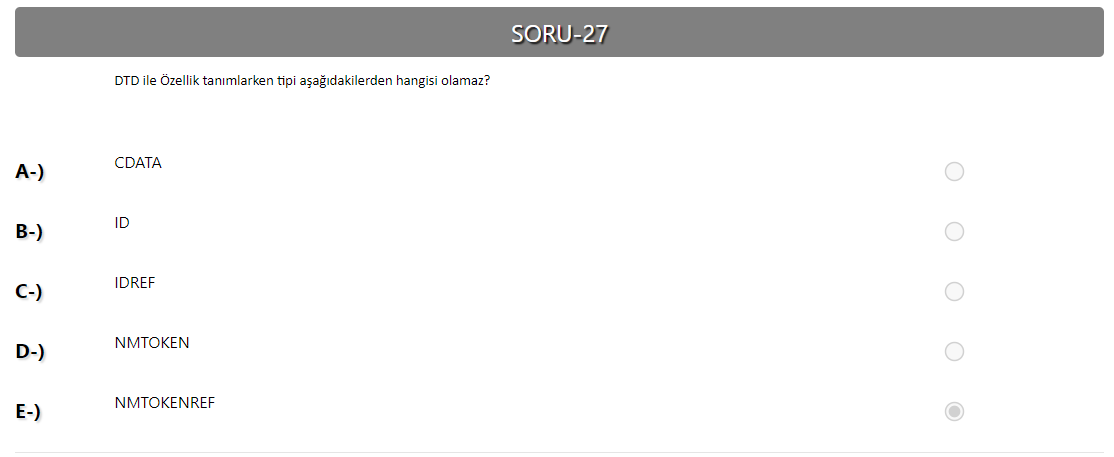 SORU-27
DTD ile Özellik tanımlarken tipi aşağıdakilerden hangisi olamaz?
A-) CDATA
B-) ID
C-) IDREF
D-) NMTOKEN
E-) NMTOKENREF